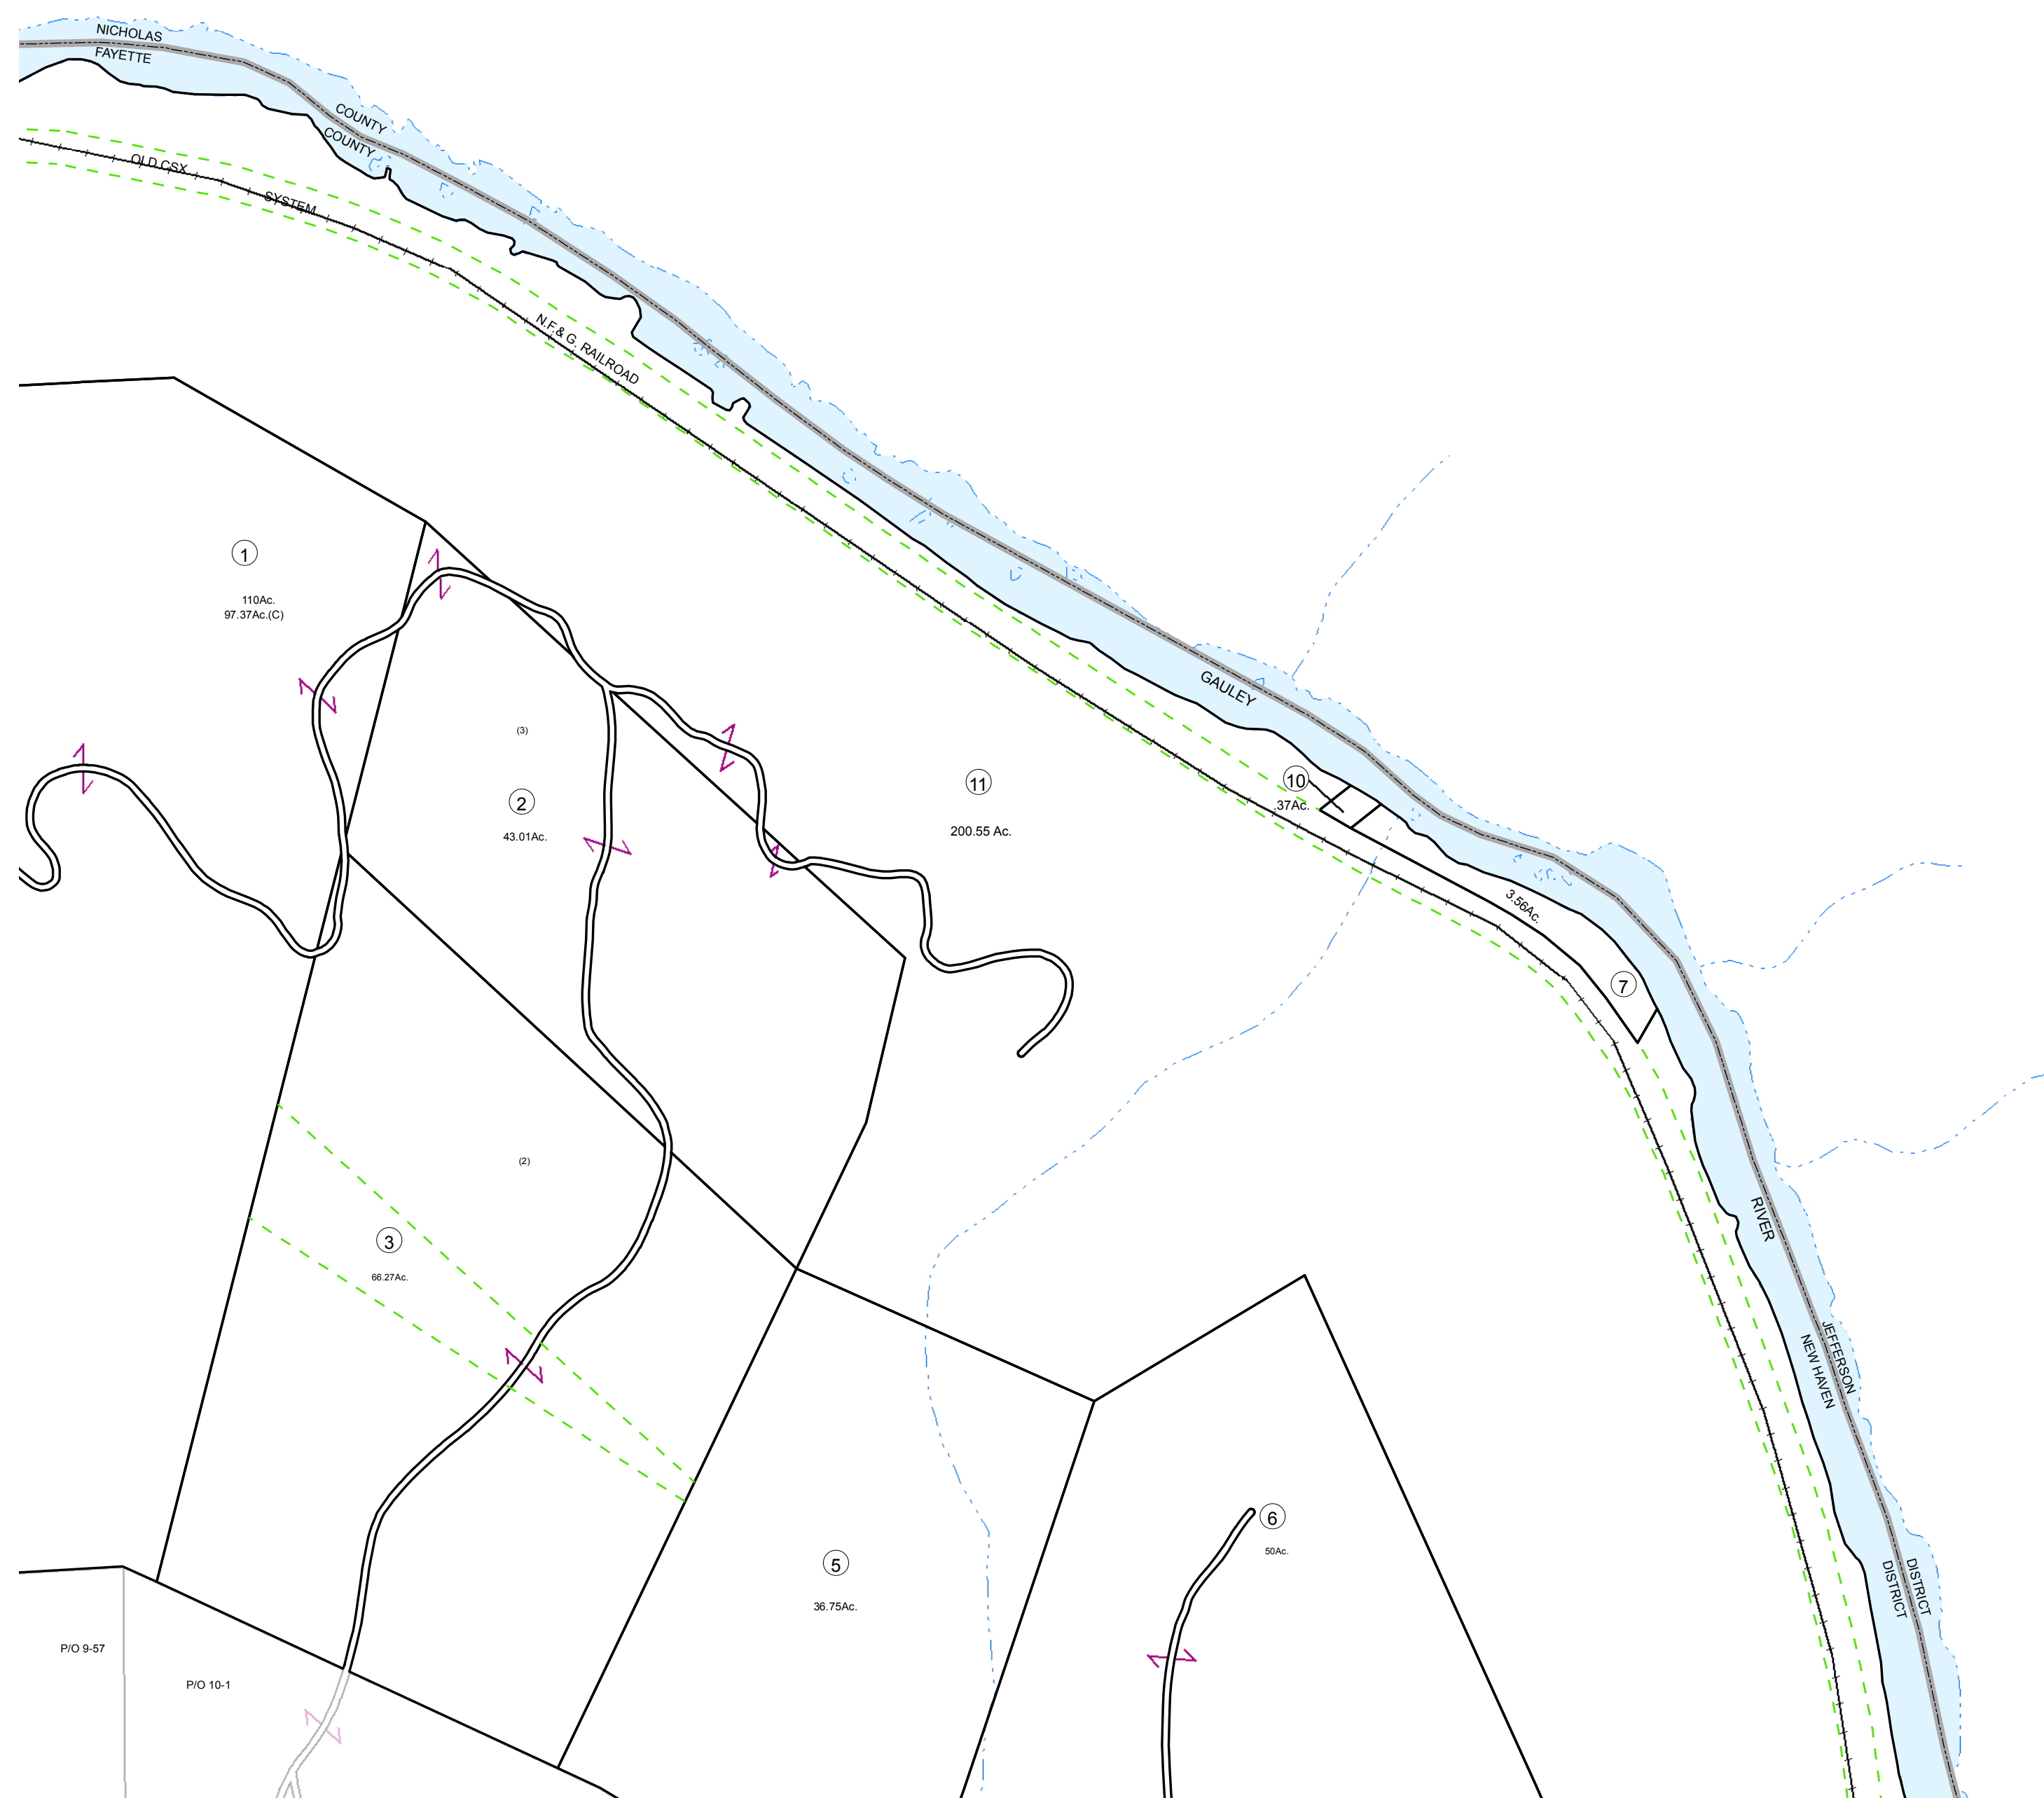 NICHOLAS
FAYETTE
COUNTY
COUNTY
OLD CSX
SYSTEM
N.F.& G. RAILROAD
1
110Ac.
97.37Ac.(C)
(3)
2
43.01Ac.
11
200.55 Ac.
GAULEY
10
.37Ac.
3.56Ac.
7
(2)
3
66.27Ac.
RIVER
JEFFERSON
NEW HAVEN
5
36.75Ac.
6
50Ac.
DISTRICT
DISTRICT
P/O 9-57
P/O 10-1